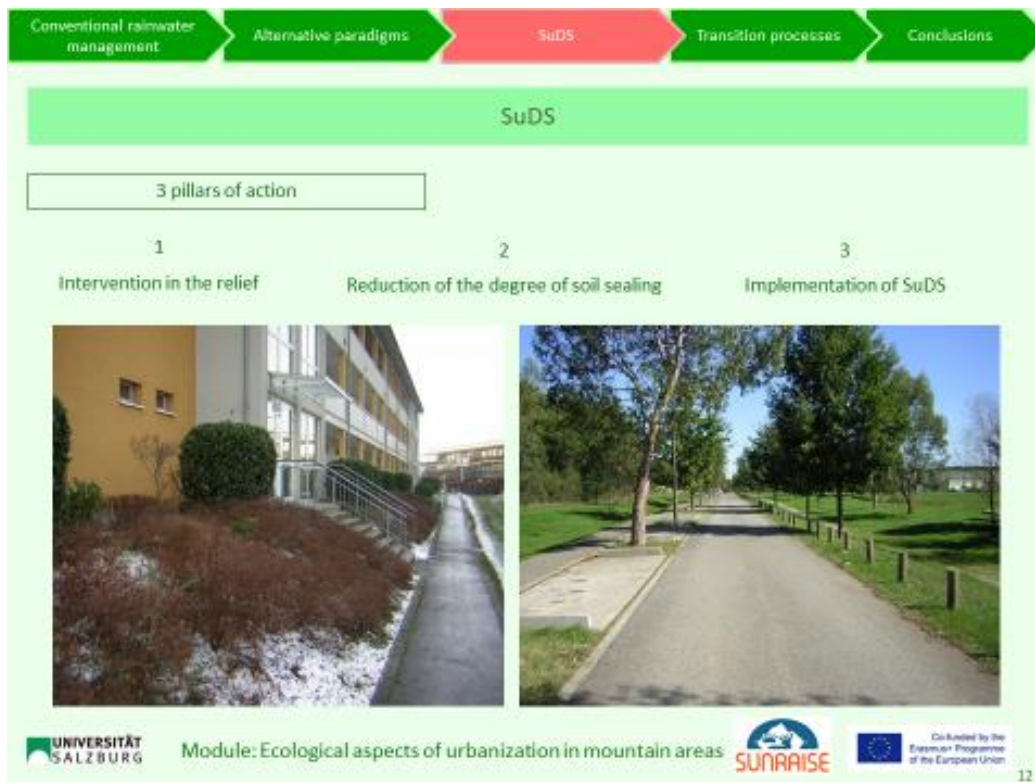 Conventional rainwater
management
Alternative paradigms
SuDS
Transition processes
Conclusions
SuDS
3 pillars of action
1
Intervention in the relief
2
Reduction of the degree of soil sealing
3
Implementation of SuDS
UNIVERSITÄT
SALZBURG
Module: Ecological aspects of urbanization in mountain areas
SUNRAISE
Co-funded by the
Erasmus+ Programme
of the European Union
12